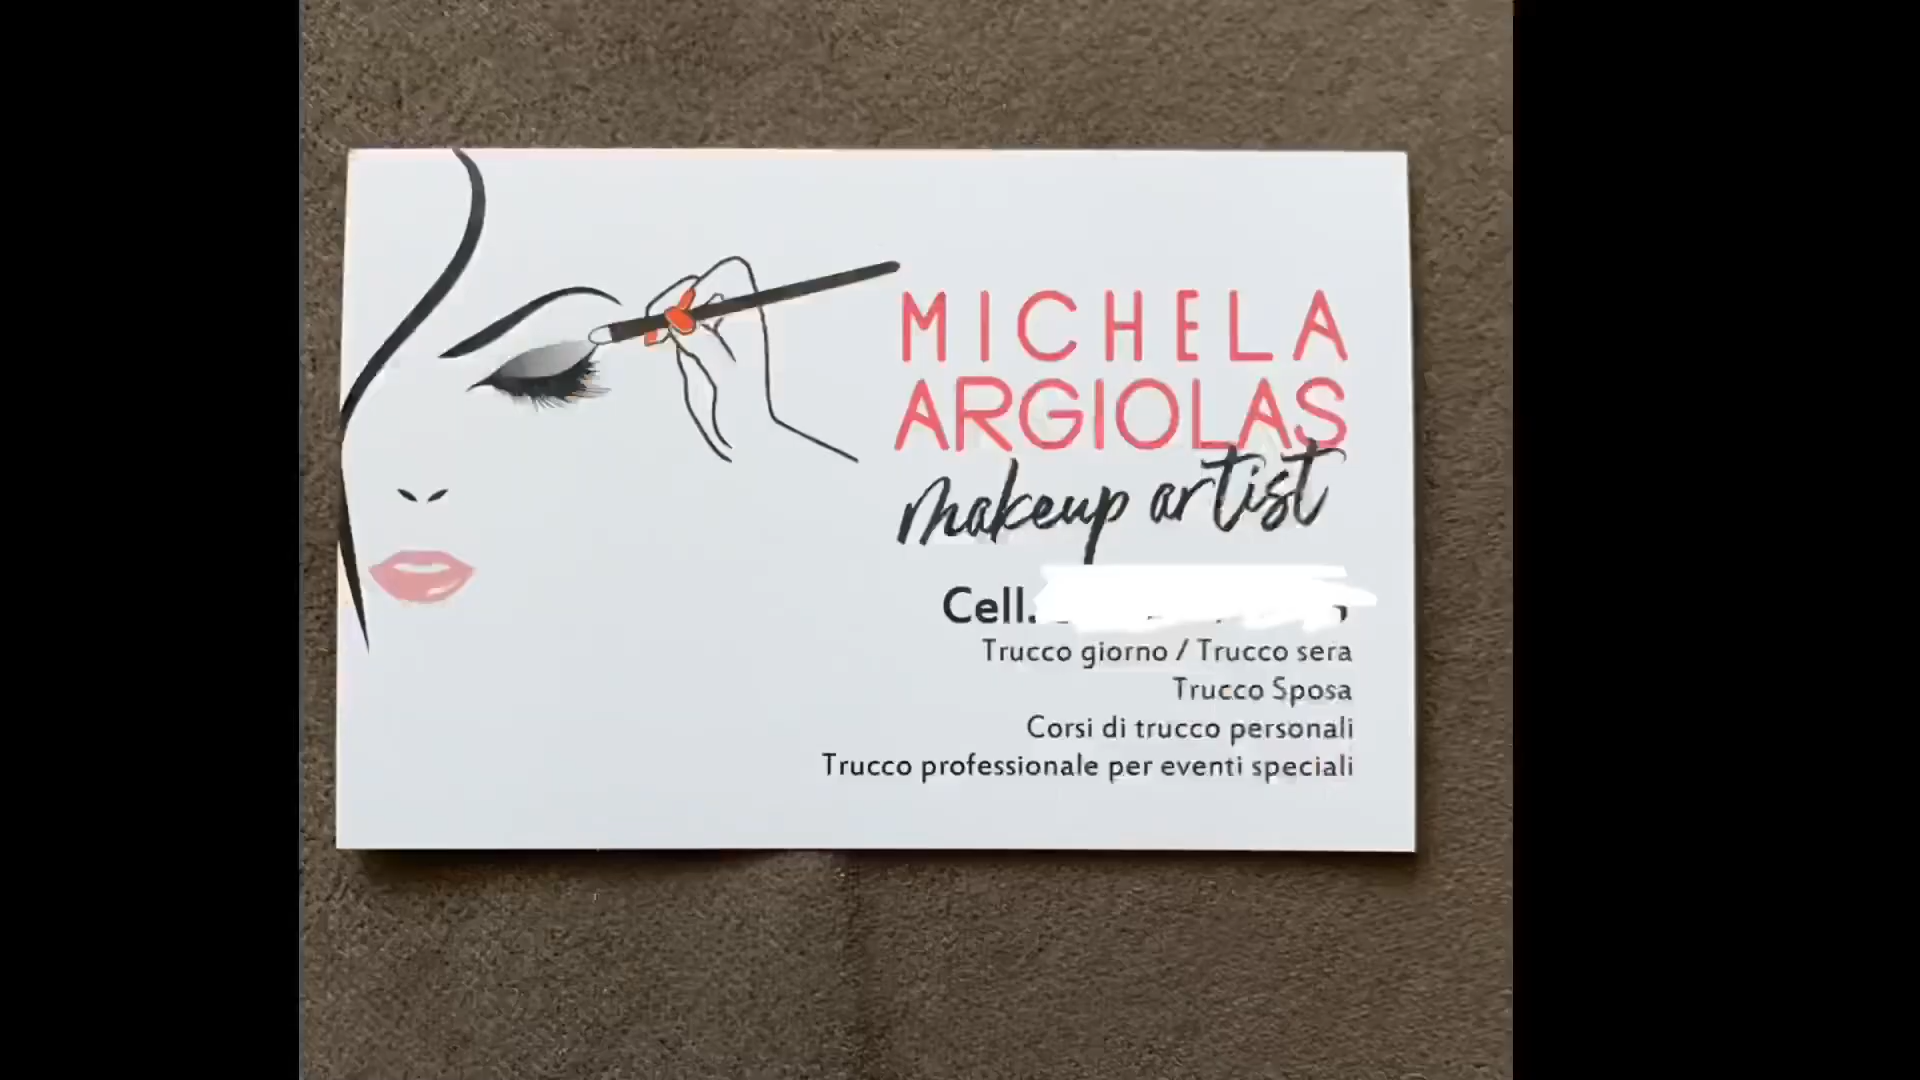 MICHELA
ARGIOLAS
makeup artist
Cell.
Trucco giorno / Trucco sera
Trucco Sposa
Corsi di trucco personali
Trucco professionale per eventi speciali